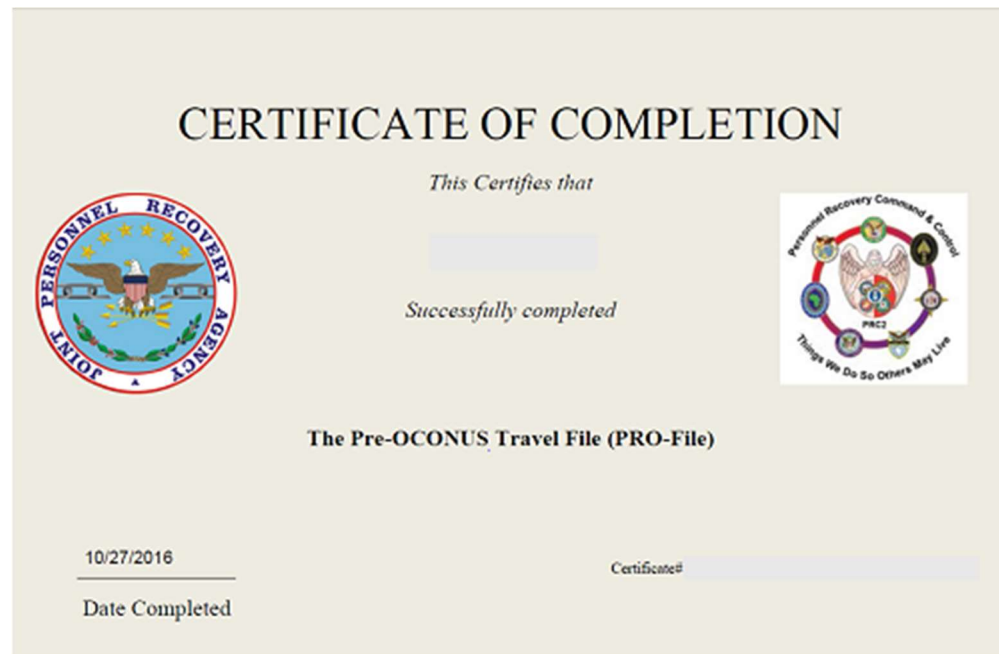 CERTIFICATE OF COMPLETION
This Certifies that
JOINT PERSONNEL RECOVERY AGENCY
Personnel Recovery Command & Control
PRC2
Things We Do So Others May Live
Successfully completed
The Pre-OCONUS Travel File (PRO-File)
10/27/2016
Date Completed
Certificate#